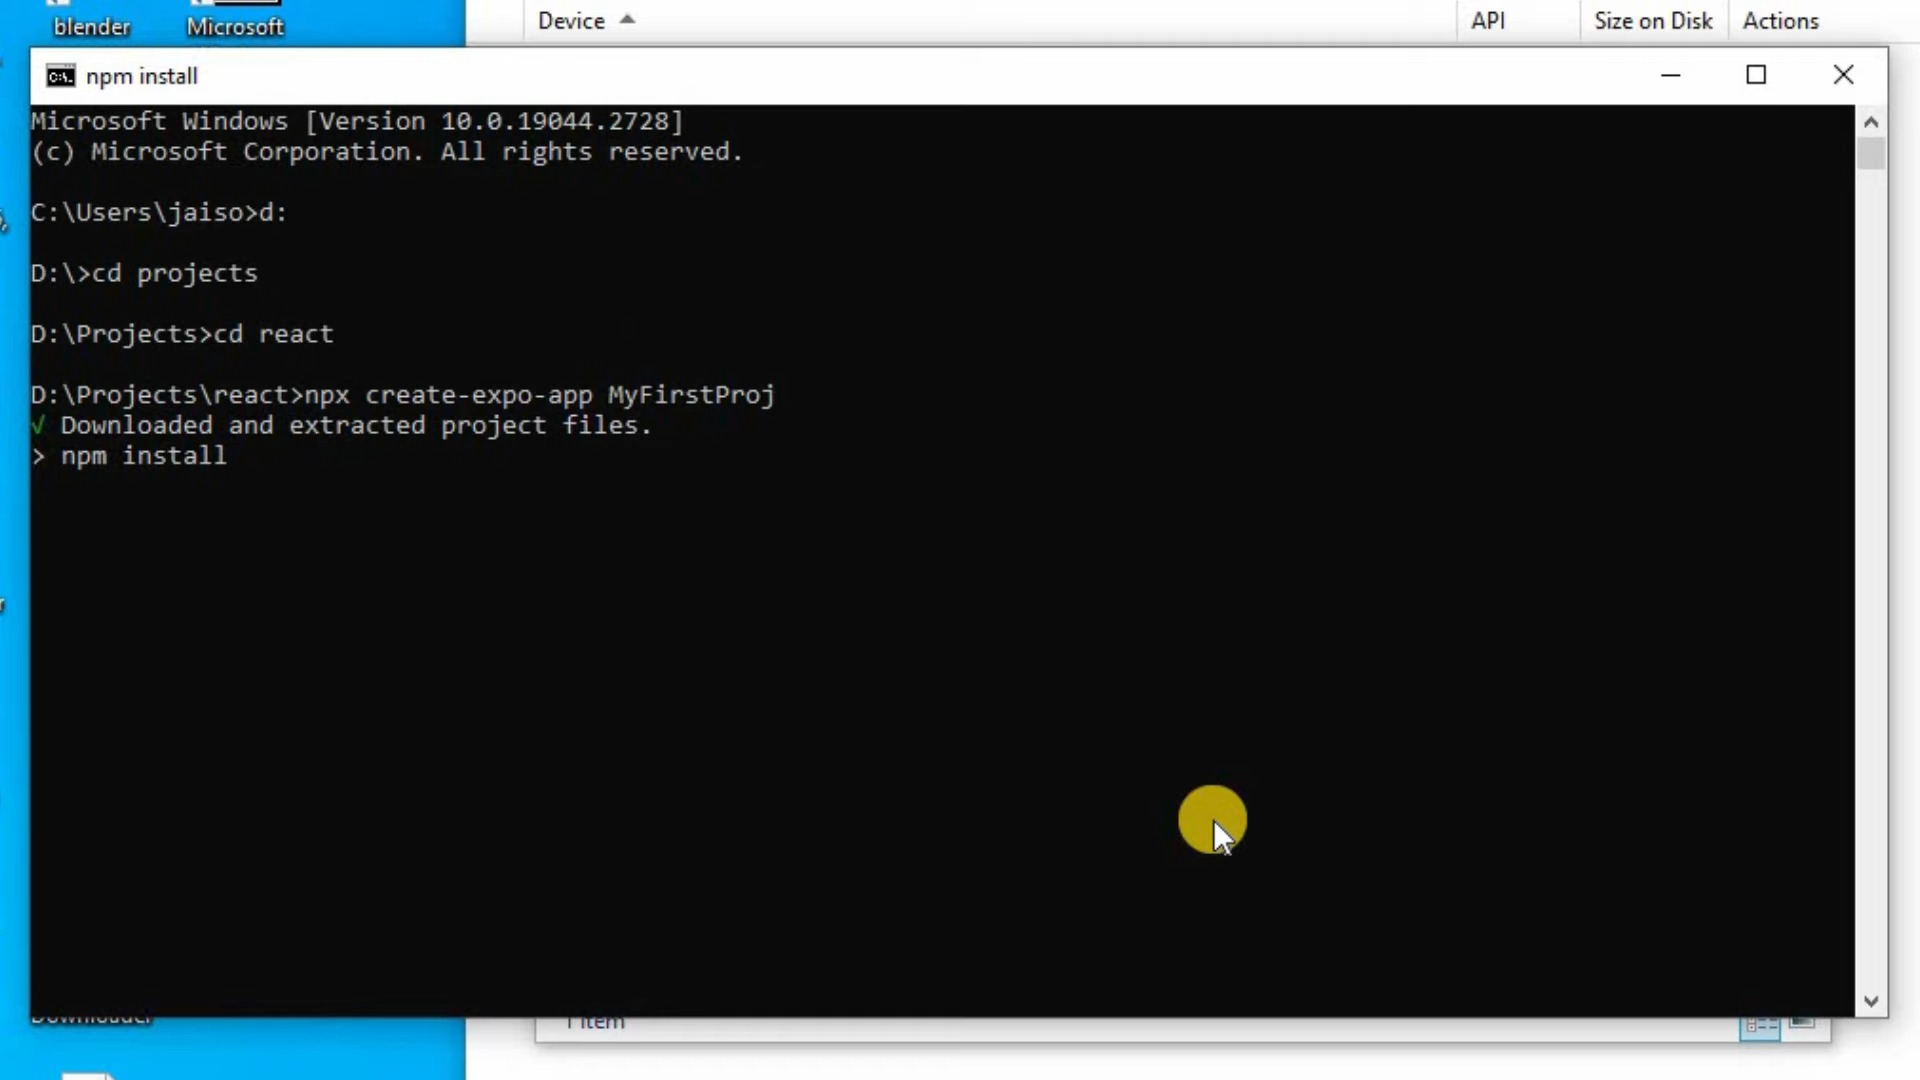 blender
Microsoft
Device
API
Size on Disk
Actions
npm install
Microsoft Windows [Version 10.0.19044.2728]
(c) Microsoft Corporation. All rights reserved.
C:\Users\jaiso>d:
D:\>cd projects
D:\Projects>cd react
D:\Projects\react>npx create-expo-app MyFirstProj
√ Downloaded and extracted project files.
> npm install
Downloader
1 item